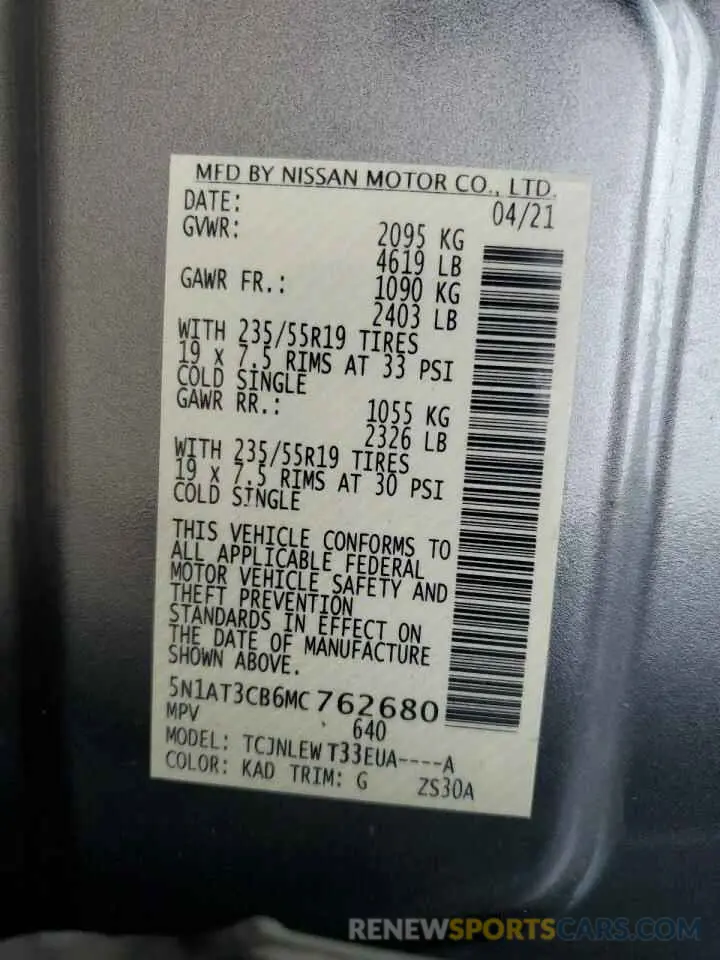 MFD BY NISSAN MOTOR CO., LTD.
DATE: 04/21
GVWR: 2095 KG
4619 LB
GAWR FR.: 1090 KG
2403 LB
WITH 235/55R19 TIRES
19 X 7.5 RIMS AT 33 PSI
COLD SINGLE
GAWR RR.: 1055 KG
2326 LB
WITH 235/55R19 TIRES
19 X 7.5 RIMS AT 30 PSI
COLD SINGLE
THIS VEHICLE CONFORMS TO
ALL APPLICABLE FEDERAL
MOTOR VEHICLE SAFETY AND
THEFT PREVENTION
STANDARDS IN EFFECT ON
THE DATE OF MANUFACTURE
SHOWN ABOVE.
5N1AT3CB6MC762680
MPV 640
MODEL: TCJNLEWT33EUA----A
COLOR: KAD TRIM: G ZS30A
RENEWSPORTSCARS.COM